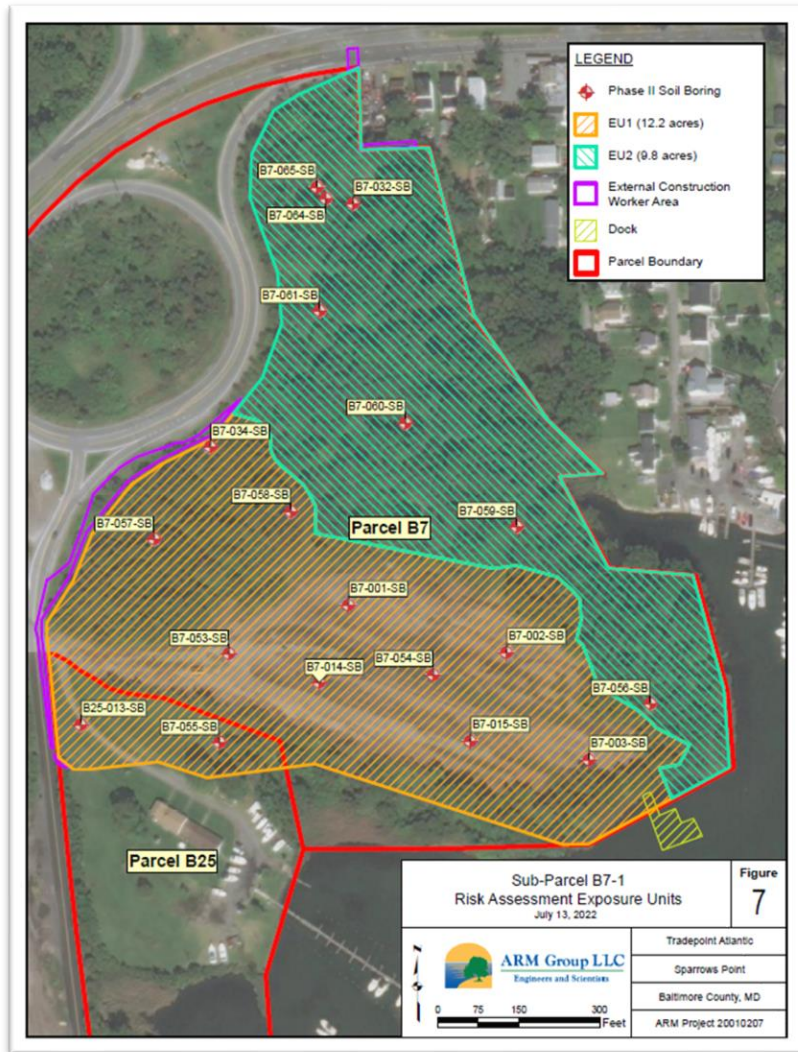 LEGEND
Phase II Soil Boring
EU1 (12.2 acres)
EU2 (9.8 acres)
External Construction
Worker Area
Dock
Parcel Boundary
B7-065-SB
B7-032-SB
B7-064-SB
B7-061-SB
B7-060-SB
B7-034-SB
B7-058-SB
B7-057-SB
B7-059-SB
Parcel B7
B7-001-SB
B7-053-SB
B7-002-SB
B7-014-SB
B7-054-SB
B7-056-SB
B25-013-SB
B7-055-SB
B7-015-SB
B7-003-SB
Parcel B25
Sub-Parcel B7-1
Risk Assessment Exposure Units
July 13, 2022
Figure
7
ARM Group LLC
Engineers and Scientists
N
0 75 150 300
Feet
Tradepoint Atlantic
Sparrows Point
Baltimore County, MD
ARM Project 20010207